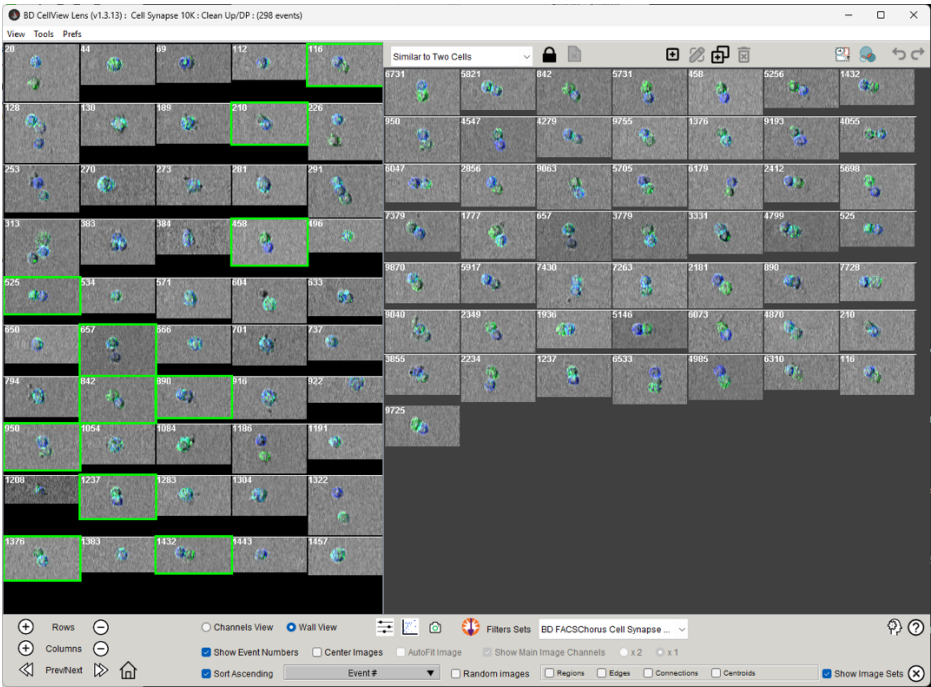 BD CellView Lens (v1.3.13) : Cell Synapse 10K : Clean Up/DP : (298 events)
View Tools Prefs
Similar to Two Cells
20 44 69 112 116
128 130 189 210 226
253 270 273 281 291
313 383 384 458 496
525 534 571 604 633
650 657 666 701 737
794 842 890 916 922
950 1054 1084 1186 1191
1208 1237 1283 1304 1322
1376 1383 1432 1443 1457
6731 5821 842 5731 458 5256 1432
950 4547 4279 9755 1376 9193 4055
6047 2856 9063 5705 6179 2412 5698
7379 1777 657 3779 3331 4799 525
9870 5917 7430 7263 2181 890 7728
9840 2349 1936 5146 6073 4870 210
3855 2234 1237 6533 4985 6310 116
9725
Rows
Channels View Wall View
Filters Sets BD FACSChorus Cell Synapse ...
Columns
Show Event Numbers Center Images AutoFit Image Show Main Image Channels x 2 x 1
Prev/Next
Sort Ascending Event # Random images Regions Edges Connections Centroids Show Image Sets